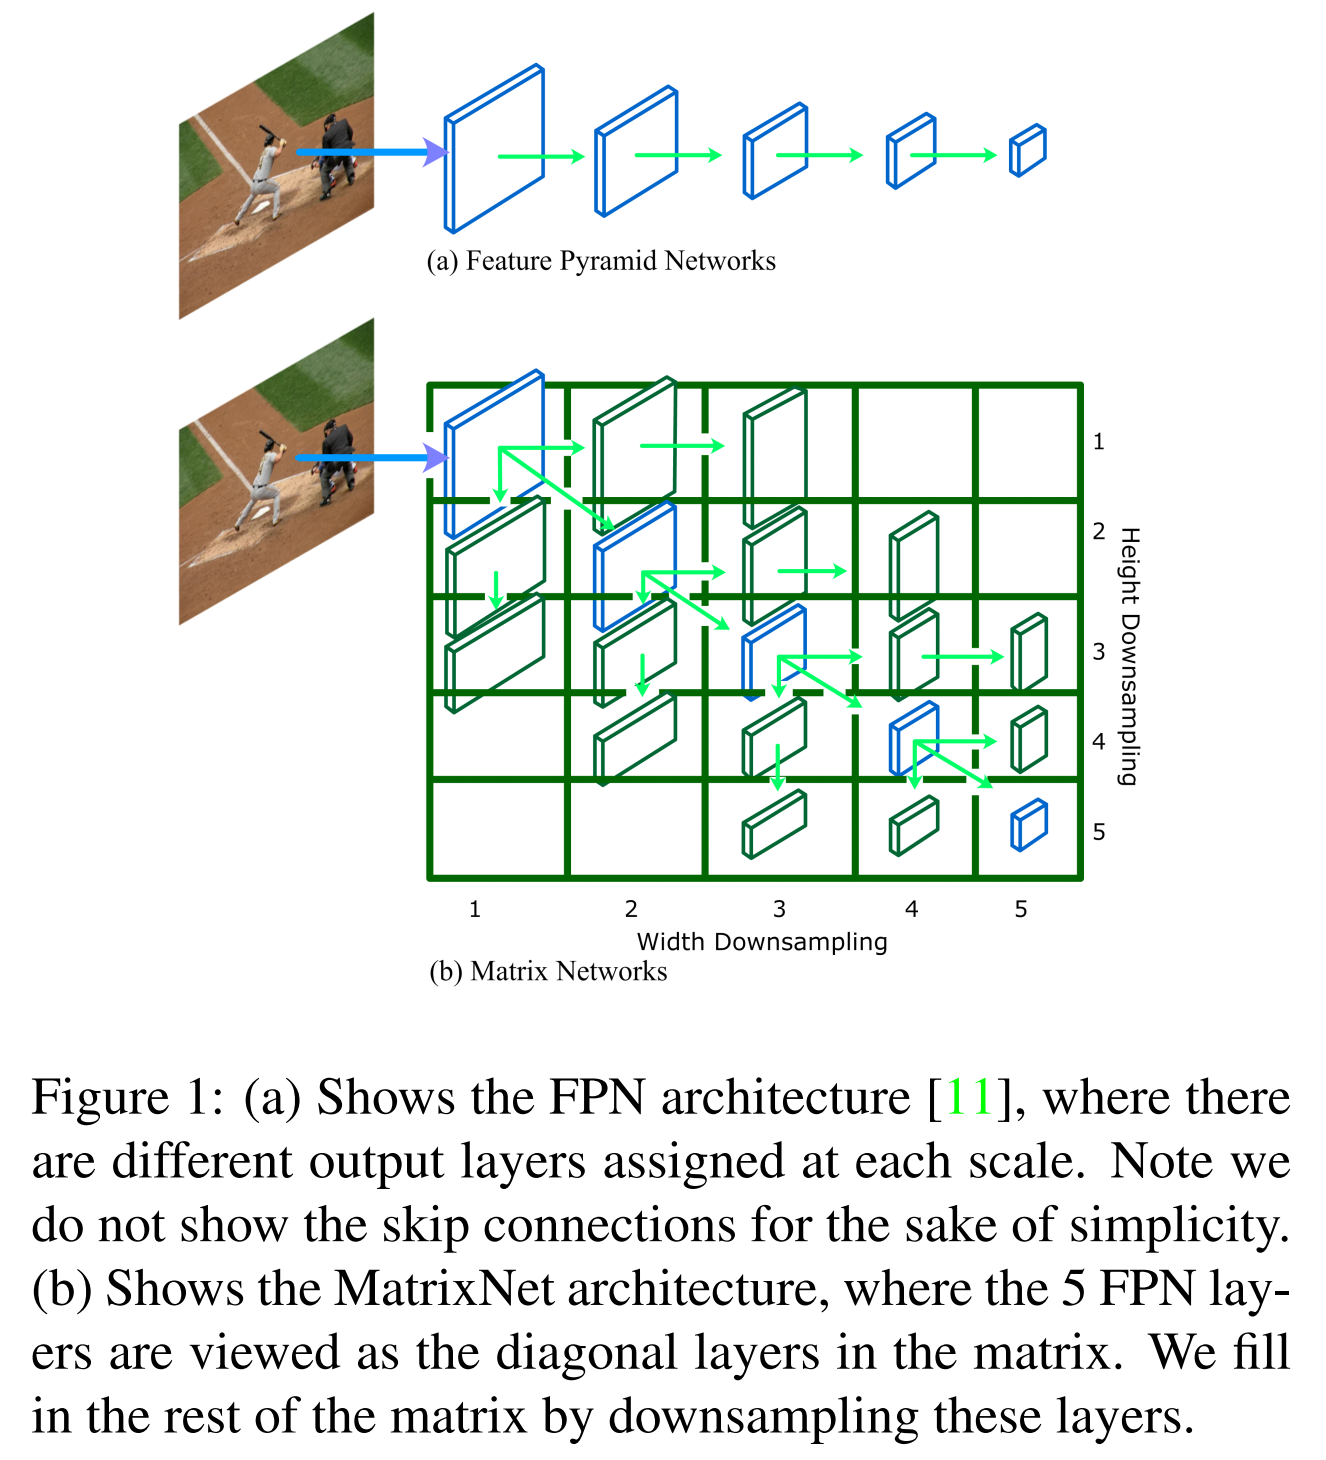 (a) Feature Pyramid Networks
1
2
3
4
5
Height Downsampling
1 2 3 4 5
Width Downsampling
(b) Matrix Networks
Figure 1: (a) Shows the FPN architecture [11], where there
are different output layers assigned at each scale. Note we
do not show the skip connections for the sake of simplicity.
(b) Shows the MatrixNet architecture, where the 5 FPN lay-
ers are viewed as the diagonal layers in the matrix. We fill
in the rest of the matrix by downsampling these layers.